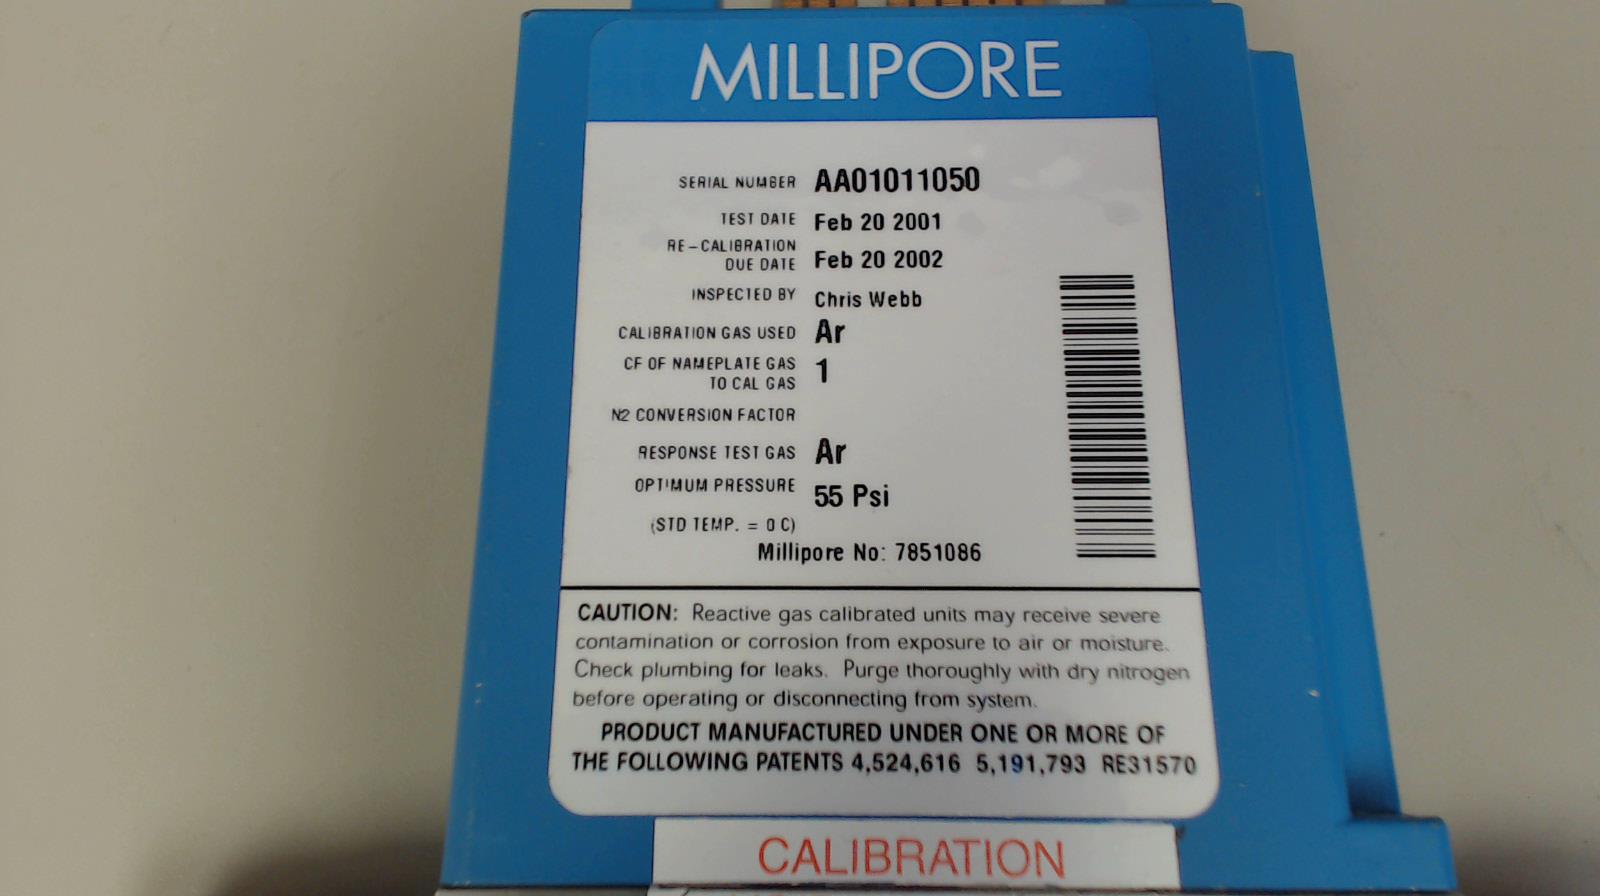 MILLIPORE
SERIAL NUMBER AA01011050
TEST DATE Feb 20 2001
RE-CALIBRATION
DUE DATE Feb 20 2002
INSPECTED BY Chris Webb
CALIBRATION GAS USED Ar
CF OF NAMEPLATE GAS
TO CAL GAS 1
N2 CONVERSION FACTOR
RESPONSE TEST GAS Ar
OPTIMUM PRESSURE 55 Psi
(STD TEMP. = 0 C)
Millipore No: 7851086
CAUTION: Reactive gas calibrated units may receive severe
contamination or corrosion from exposure to air or moisture.
Check plumbing for leaks. Purge thoroughly with dry nitrogen
before operating or disconnecting from system.
PRODUCT MANUFACTURED UNDER ONE OR MORE OF
THE FOLLOWING PATENTS 4,524,616 5,191,793 RE31570
CALIBRATION